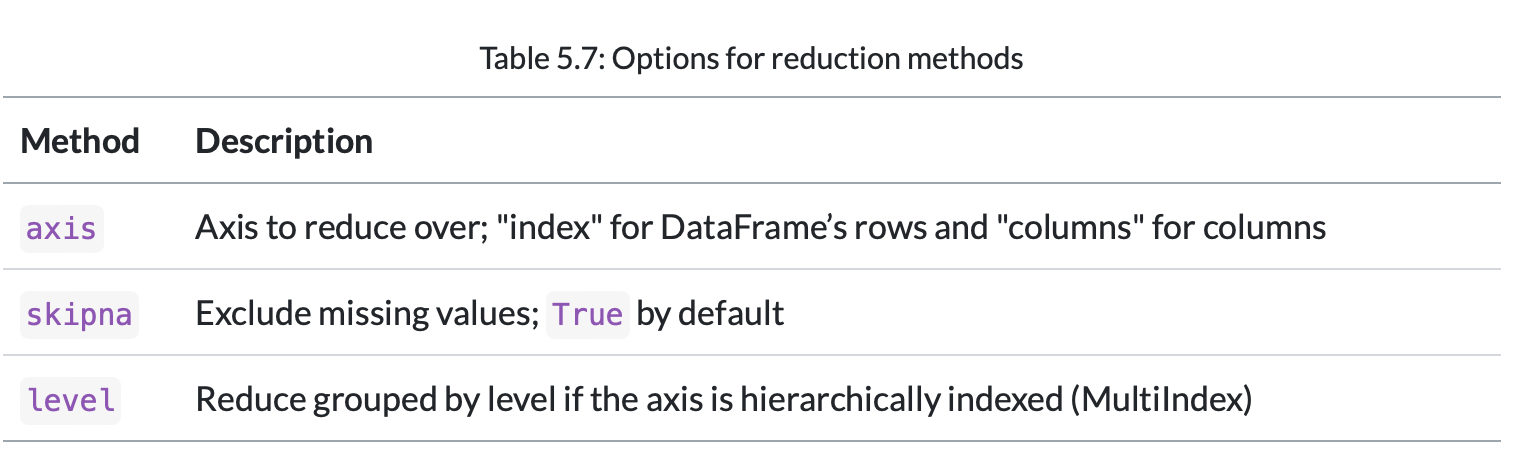 Table 5.7: Options for reduction methods
Method Description
axis Axis to reduce over; "index" for DataFrame’s rows and "columns" for columns
skipna Exclude missing values; True by default
level Reduce grouped by level if the axis is hierarchically indexed (MultiIndex)